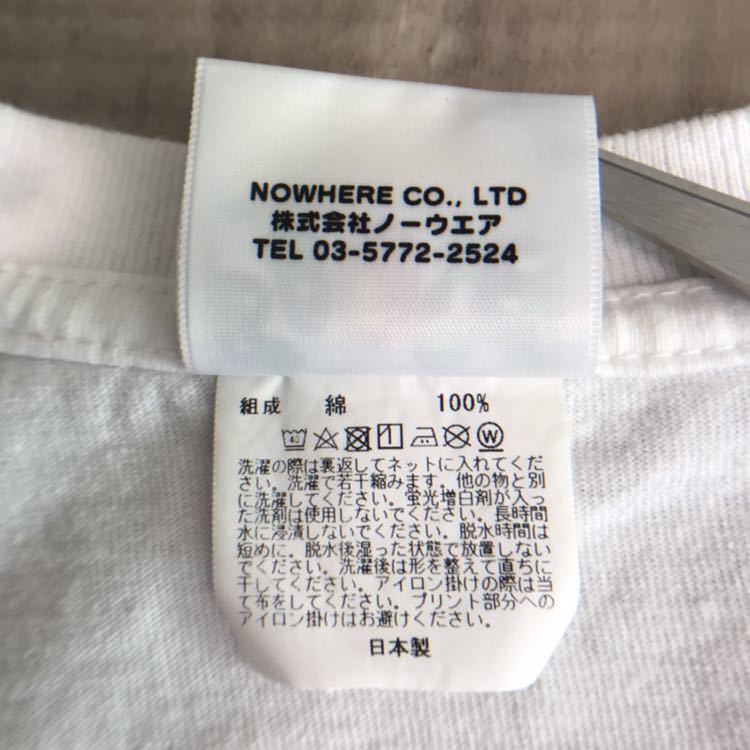 NOWHERE CO., LTD
株式会社ノーウエア
TEL 03-5772-2524
組成 綿 100%
40 W
洗濯の際は裏返してネットに入れてくだ
さい。洗濯で若干縮みます。他の物と別
に洗濯してください。蛍光増白剤が入っ
た洗剤は使用しないでください。長時間
水に浸漬しないでください。脱水時間は
短めに。脱水後湿った状態で放置しない
でください。洗濯後は形を整えて直ちに
干してください。アイロン掛けの際は当
て布をしてください。プリント部分への
アイロン掛けはお避けください。
日本製